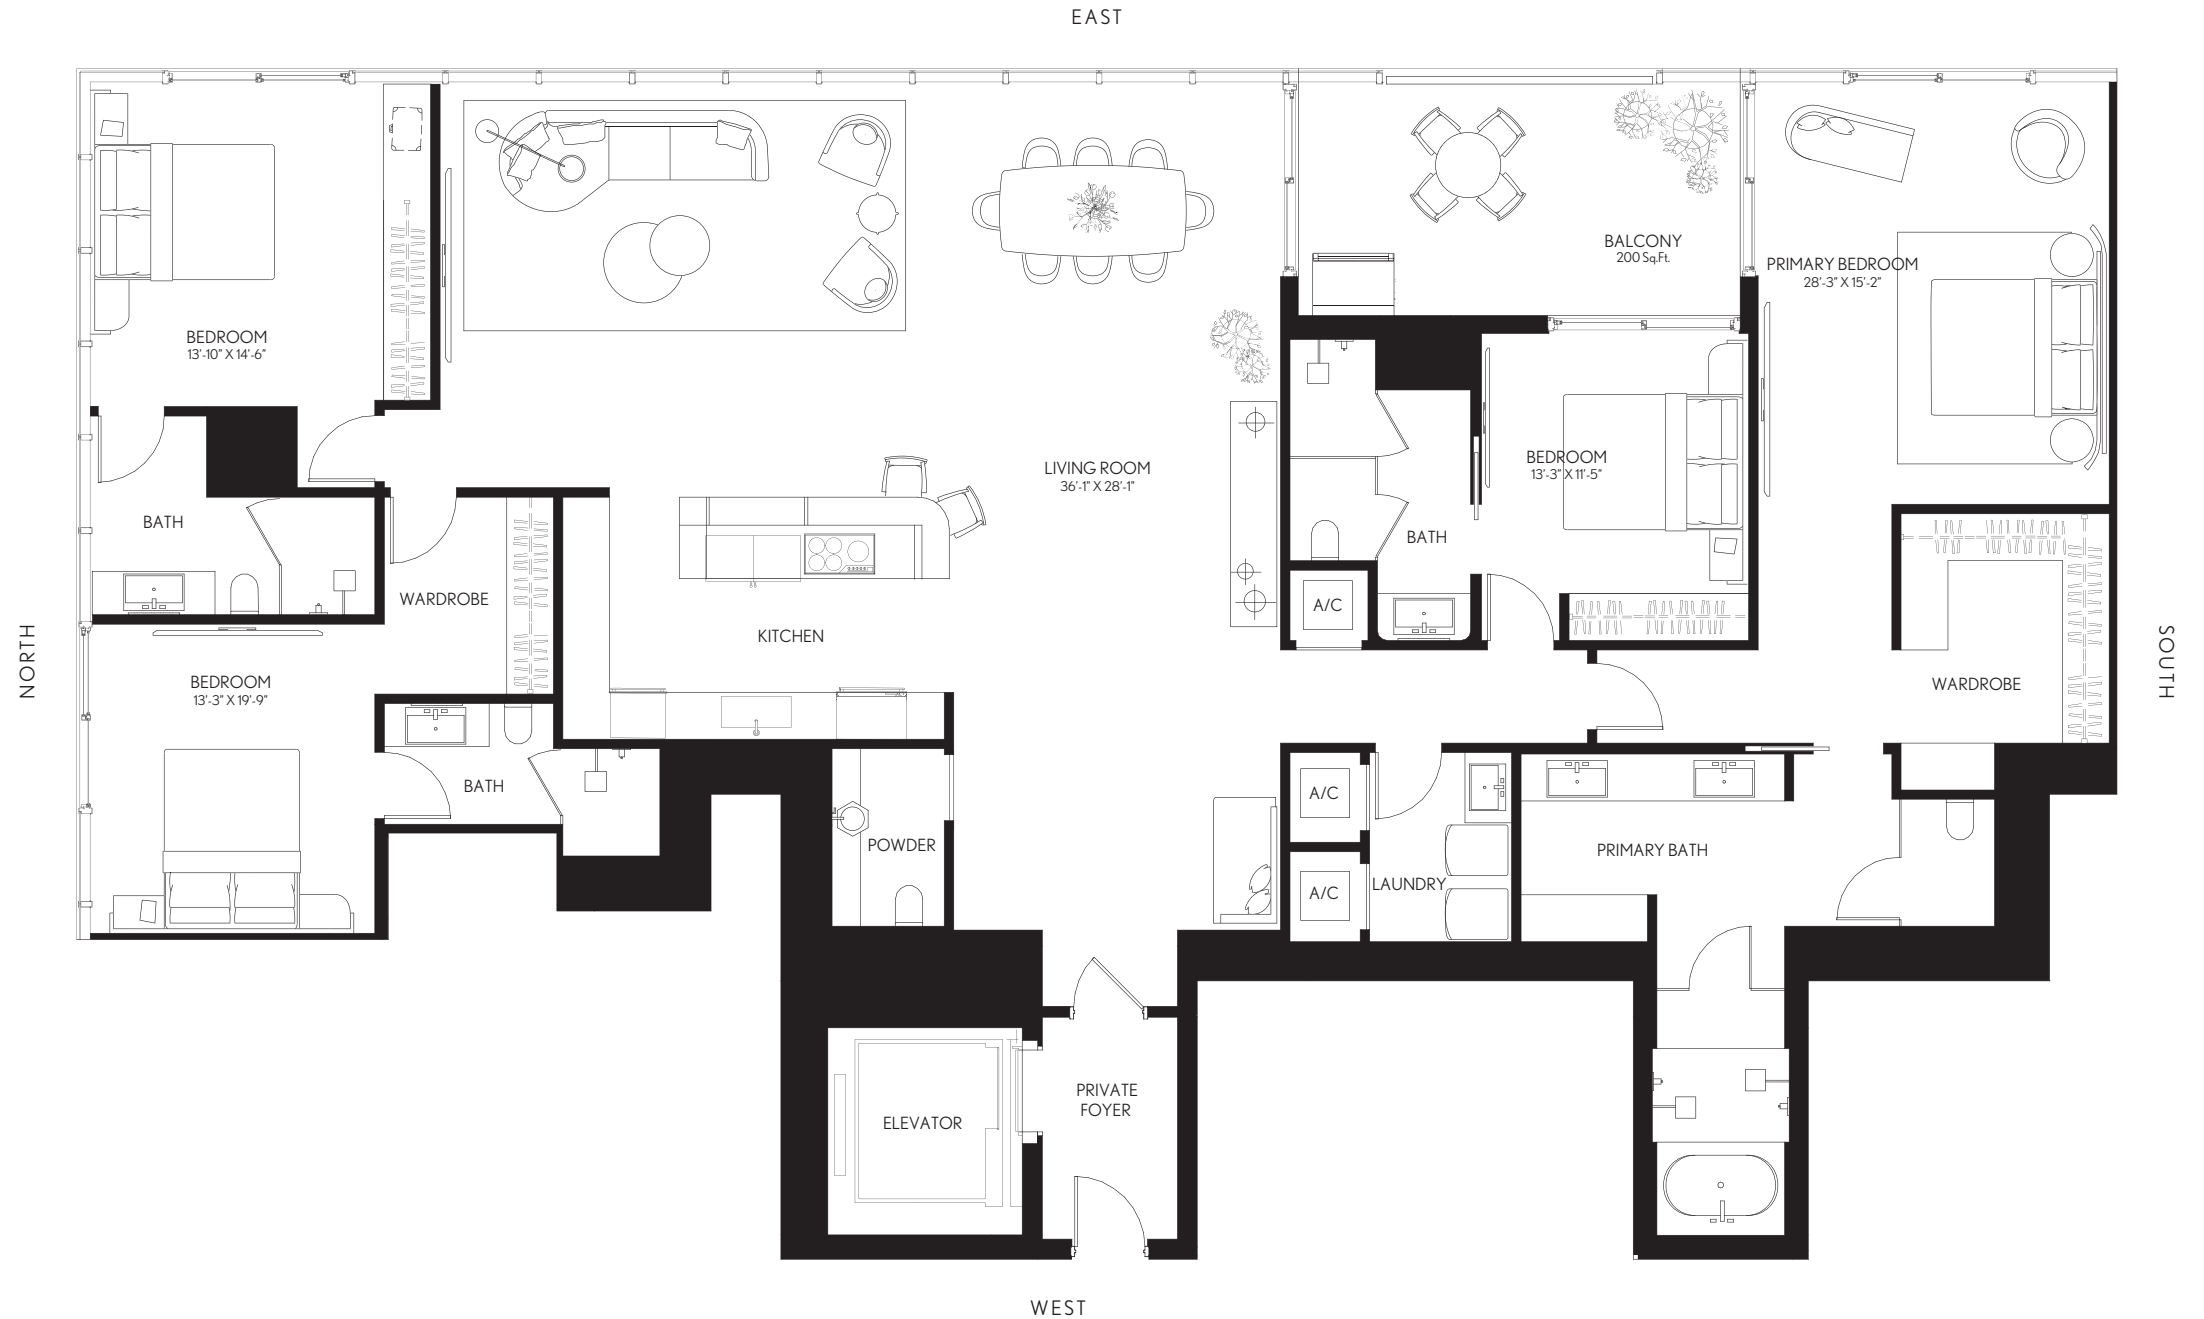 EAST
BALCONY
200 Sq.Ft.
PRIMARY BEDROOM
28'-3" X 15'-2"
BEDROOM
13'-10" X 14'-6"
LIVING ROOM
36'-1" X 28'-1"
BEDROOM
13'-3" X 11'-5"
BATH
BATH
WARDROBE
A/C
KITCHEN
NORTH
SOUTH
BEDROOM
13'-3" X 19'-9"
WARDROBE
BATH
A/C
POWDER
PRIMARY BATH
A/C
LAUNDRY
PRIVATE
FOYER
ELEVATOR
WEST